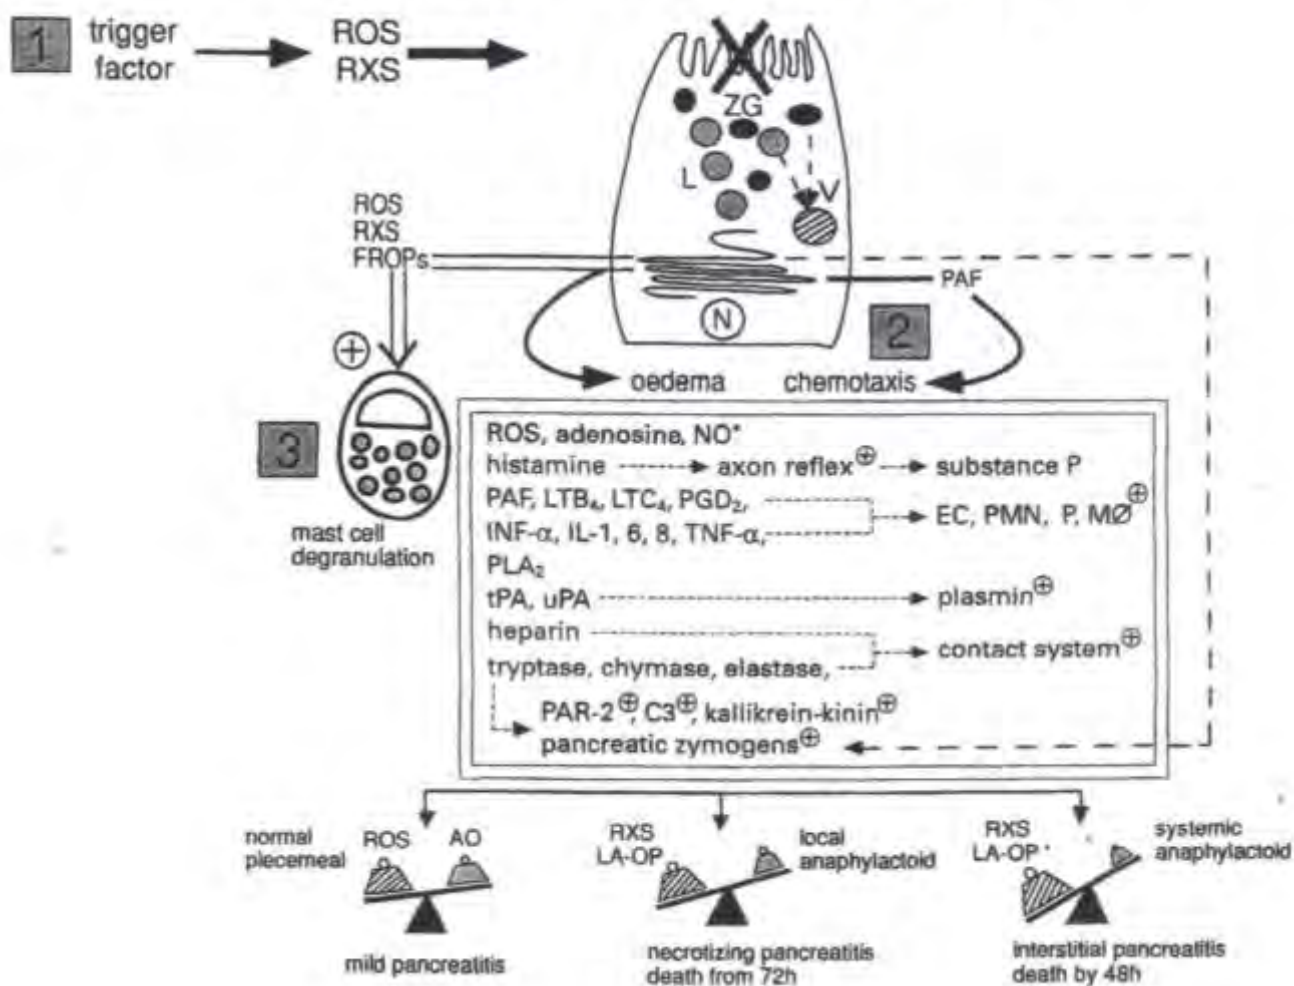 1 trigger factor
ROS
RXS
ZG
L
V
ROS
RXS
FROPs
PAF
N
2
⊕
oedema
chemotaxis
3
mast cell
degranulation
ROS, adenosine, NO•
histamine axon reflex⊕ substance P
PAF, LTB₄, LTC₄, PGD₂,
INF-α, IL-1, 6, 8, TNF-α,
EC, PMN, P, MØ⊕
PLA₂
tPA, uPA plasmin⊕
heparin
contact system⊕
tryptase, chymase, elastase,
PAR-2⊕, C3⊕, kallikrein-kinin⊕
pancreatic zymogens⊕
normal
piecemeal
ROS
AO
mild pancreatitis
RXS
LA-OP
local
anaphylactoid
necrotizing pancreatitis
death from 72h
RXS
LA-OP
systemic
anaphylactoid
interstitial pancreatitis
death by 48h